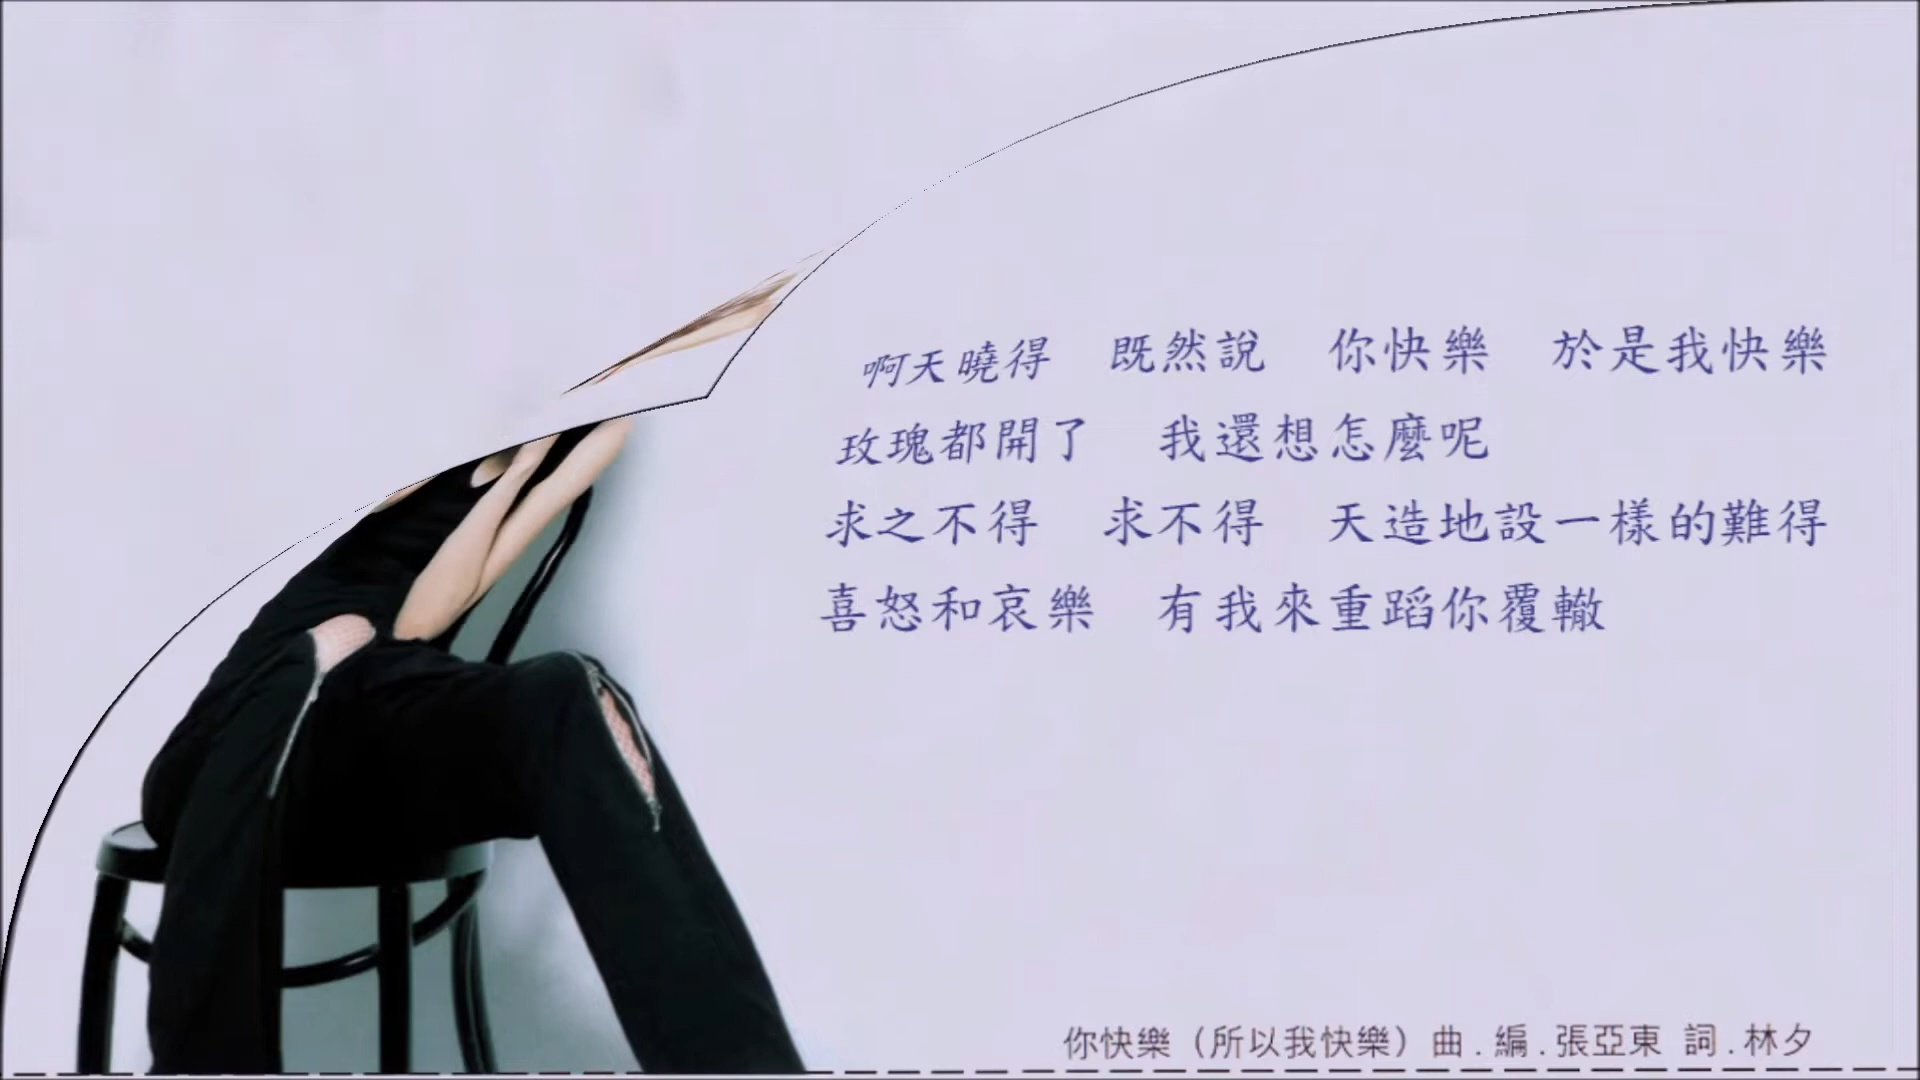 啊天曉得　既然說　你快樂　於是我快樂
玫瑰都開了　我還想怎麼呢
求之不得　求不得　天造地設一樣的難得
喜怒和哀樂　有我來重蹈你覆轍
你快樂（所以我快樂）曲.編.張亞東 詞.林夕